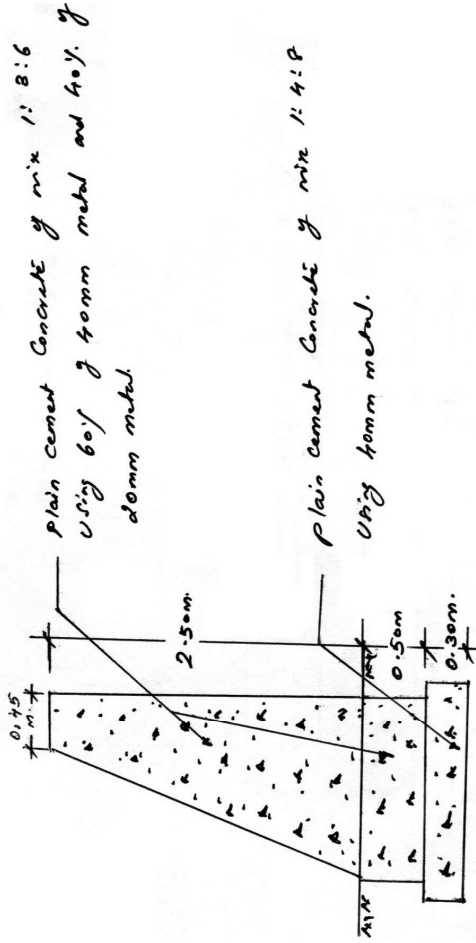 plain cement Concrete of mix 1:3:6
Using 60% of 40mm metal and 40% of
20mm metal.
plain cement Concrete of mix 1:4:8
Using 40mm metal.
0.45
m
2.50m.
0.50m
0.30m.